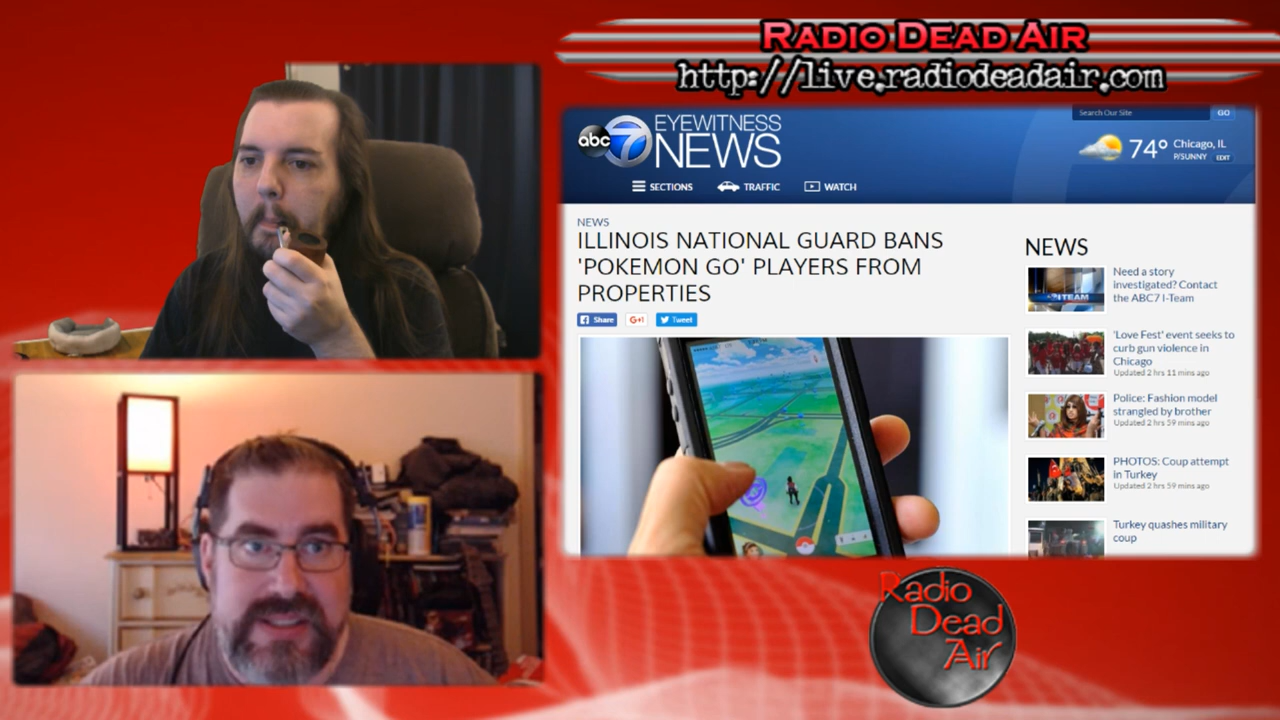 RADIO DEAD AIR
http://live.radiodeadair.com
abc 7 EYEWITNESS NEWS
Search Our Site GO
74° Chicago, IL
P/SUNNY EDIT
SECTIONS TRAFFIC WATCH
NEWS
ILLINOIS NATIONAL GUARD BANS
'POKEMON GO' PLAYERS FROM
PROPERTIES
Share G+1 Tweet
NEWS
Need a story
investigated? Contact
the ABC7 I-Team
I-TEAM
'Love Fest' event seeks to
curb gun violence in
Chicago
Updated 2 hrs 11 mins ago
Police: Fashion model
strangled by brother
Updated 2 hrs 59 mins ago
PHOTOS: Coup attempt
in Turkey
Updated 2 hrs 59 mins ago
Turkey quashes military
coup
Radio
Dead
Air